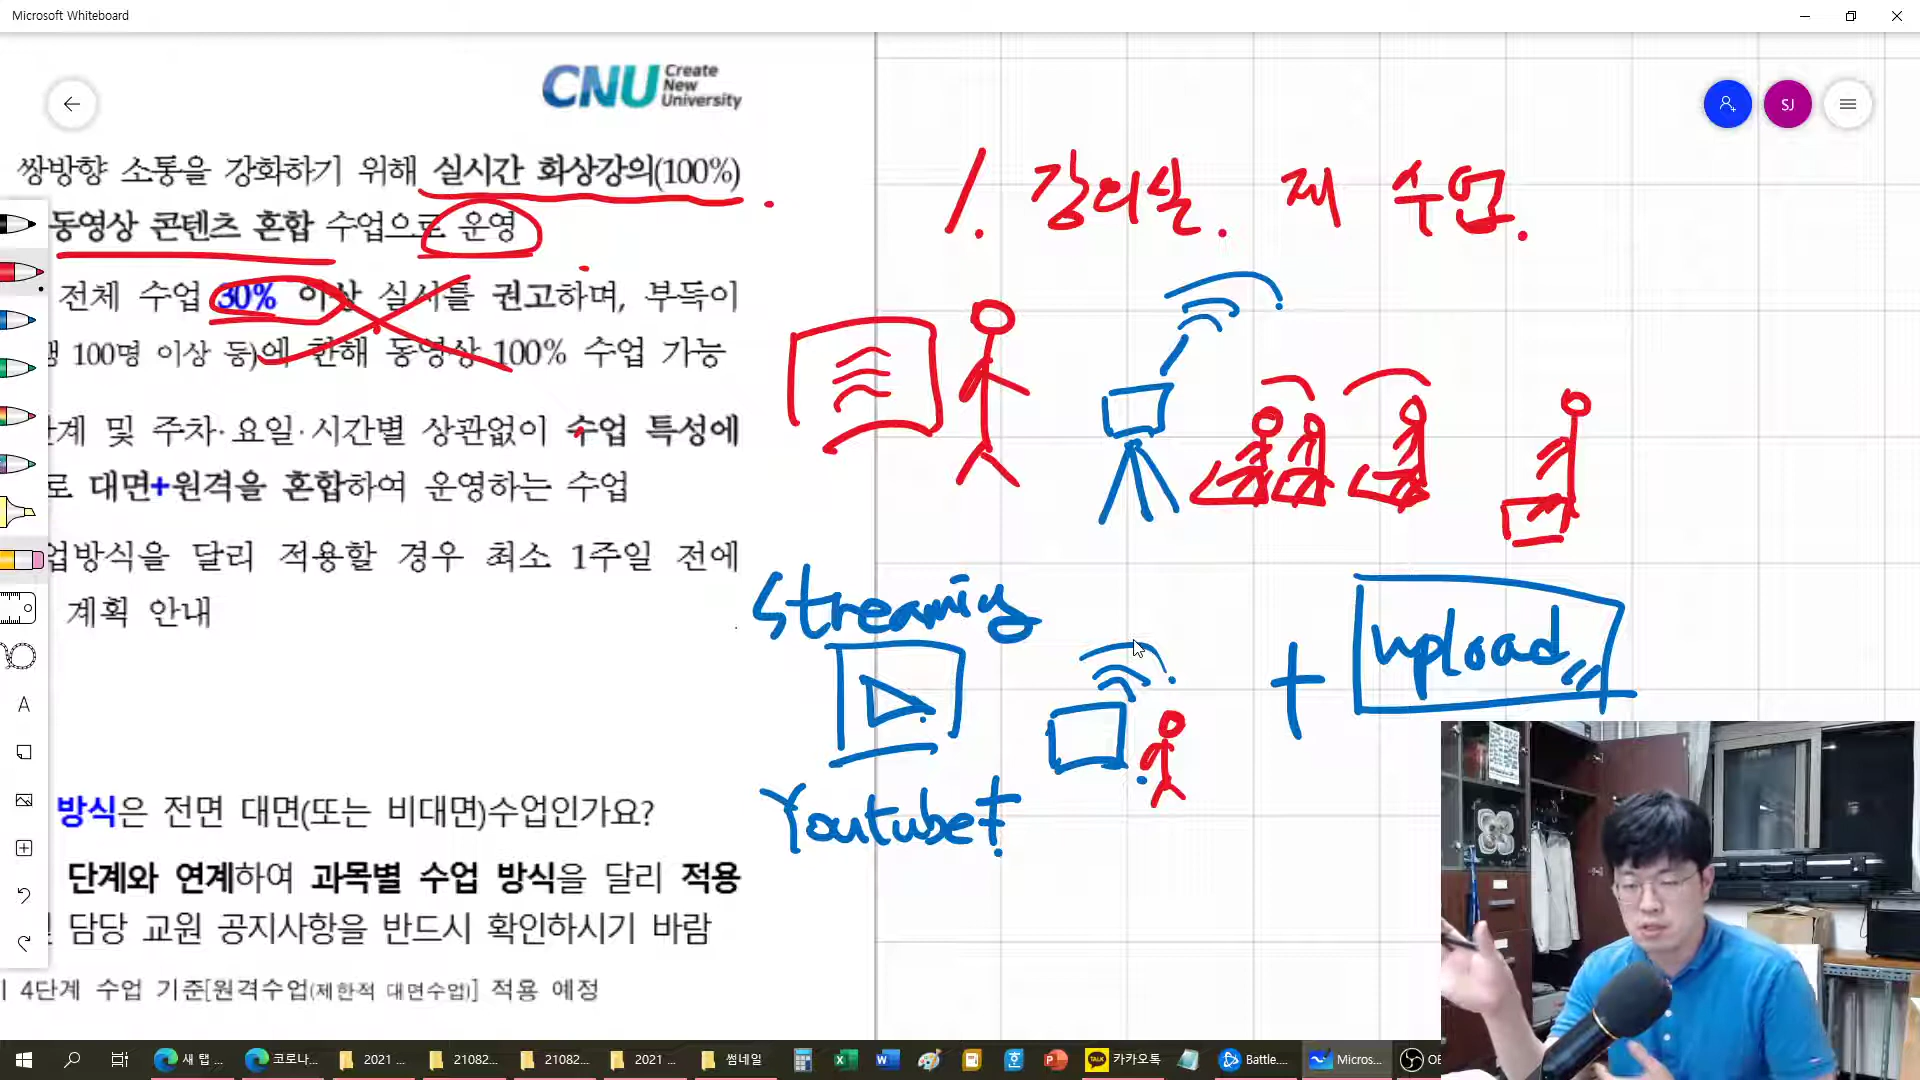 Microsoft Whiteboard
CNU Create
New
University
SJ
쌍방향 소통을 강화하기 위해 실시간 화상강의(100%)
동영상 콘텐츠 혼합 수업으로 운영
전체 수업 30% 이상 실시를 권고하며, 부득이
100명 이상 등)에 한해 동영상 100% 수업 가능
및 주차·요일·시간별 상관없이 수업 특성에
로 대면+원격을 혼합하여 운영하는 수업
업방식을 달리 적용할 경우 최소 1주일 전에
계획 안내
방식은 전면 대면(또는 비대면)수업인가요?
단계와 연계하여 과목별 수업 방식을 달리 적용
담당 교원 공지사항을 반드시 확인하시기 바람
4단계 수업 기준[원격수업(제한적 대면수업)] 적용 예정
1. 강의실. 수업.
Streaming
upload
Youtube
A
새 탭 ...
코로나...
2021 ...
21082...
21082...
2021 ...
썸네일
카카오톡
Battle....
Micros...
OB